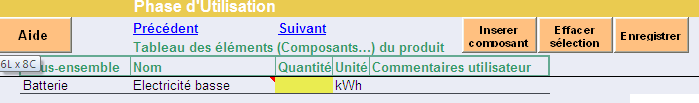 Phase d'Utilisation
Aide
Précédent
Suivant
Inserer composant
Effacer sélection
Enregistrer
Tableau des éléments (Composants...) du produit
6L x 8C
us-ensemble Nom Quantité Unité Commentaires utilisateur
Batterie Electricité basse kWh